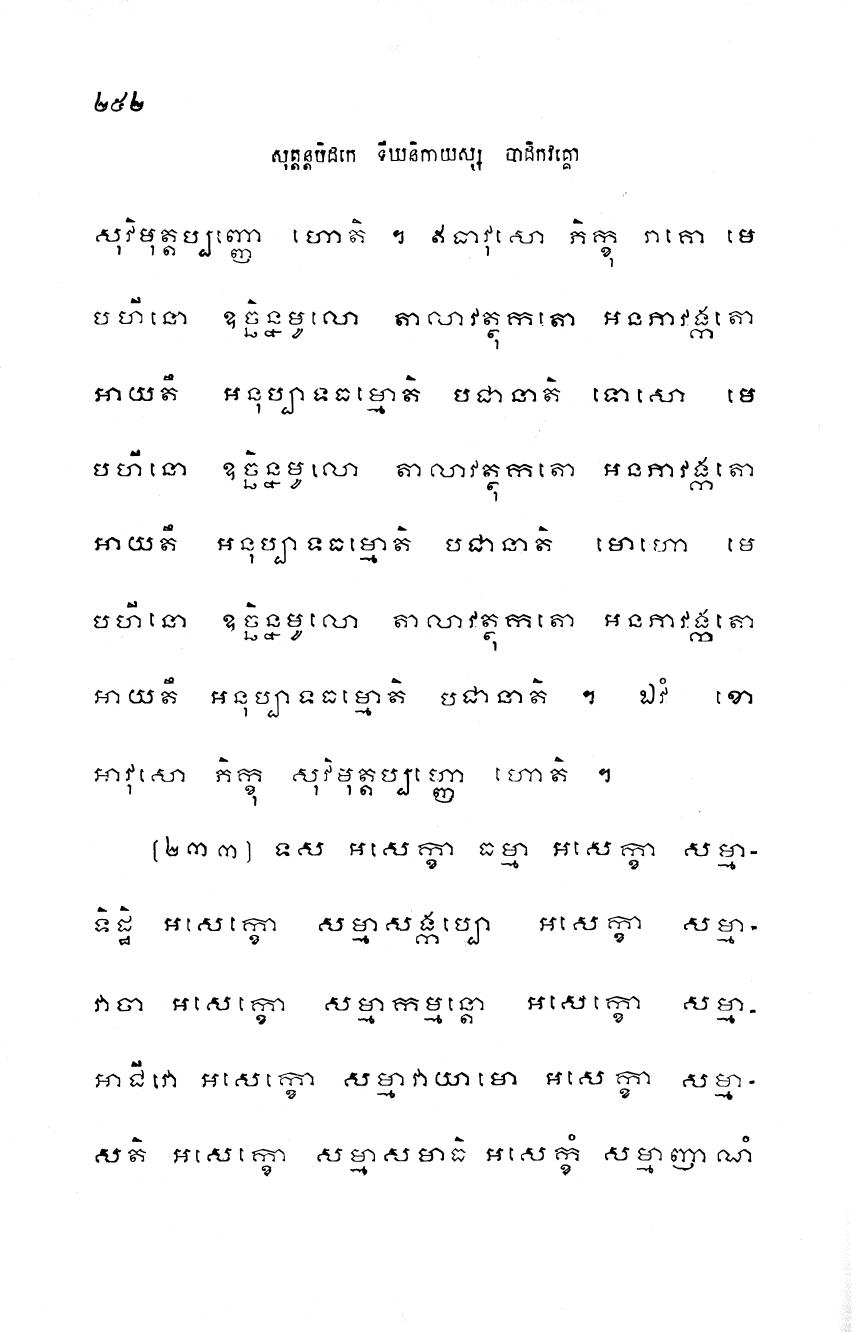 ២៥២
សុត្តន្តបិដកេ ទីឃនិកាយស្ស បាដិកវគ្គោ
សុវិមុត្តប្បញ្ញោ ហោតិ ។ ឥធាវុសោ ភិក្ខុ រាគោ មេ
បហីនោ ឧច្ឆិន្នមូលោ តាលាវត្ថុកតោ អនភាវង្កតោ
អាយតឹ អនុប្បាទធម្មោតិ បជានាតិ ទោសោ មេ
បហីនោ ឧច្ឆិន្នមូលោ តាលាវត្ថុកតោ អនភាវង្កតោ
អាយតឹ អនុប្បាទធម្មោតិ បជានាតិ មោហោ មេ
បហីនោ ឧច្ឆិន្នមូលោ តាលាវត្ថុកតោ អនភាវង្កតោ
អាយតឹ អនុប្បាទធម្មោតិ បជានាតិ ។ ឯវំ ខោ
អាវុសោ ភិក្ខុ សុវិមុត្តប្បញ្ញោ ហោតិ ។
[២៣៣] ទស អសេក្ខា ធម្មា អសេក្ខា សម្មា-
ទិដ្ឋិ អសេក្ខោ សម្មាសង្កប្បោ អសេក្ខា សម្មា-
វាចា អសេក្ខោ សម្មាកម្មន្តោ អសេក្ខោ សម្មា-
អាជីវោ អសេក្ខោ សម្មាវាយាមោ អសេក្ខា សម្មា-
សតិ អសេក្ខោ សម្មាសមាធិ អសេក្ខំ សម្មាញាណំ